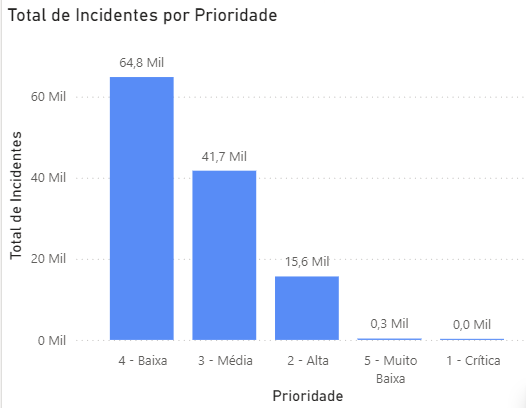 Total de Incidentes por Prioridade
64,8 Mil
60 Mil
41,7 Mil
40 Mil
15,6 Mil
20 Mil
0,3 Mil
0,0 Mil
0 Mil
Total de Incidentes
4 - Baixa
3 - Média
2 - Alta
5 - Muito
Baixa
1 - Crítica
Prioridade